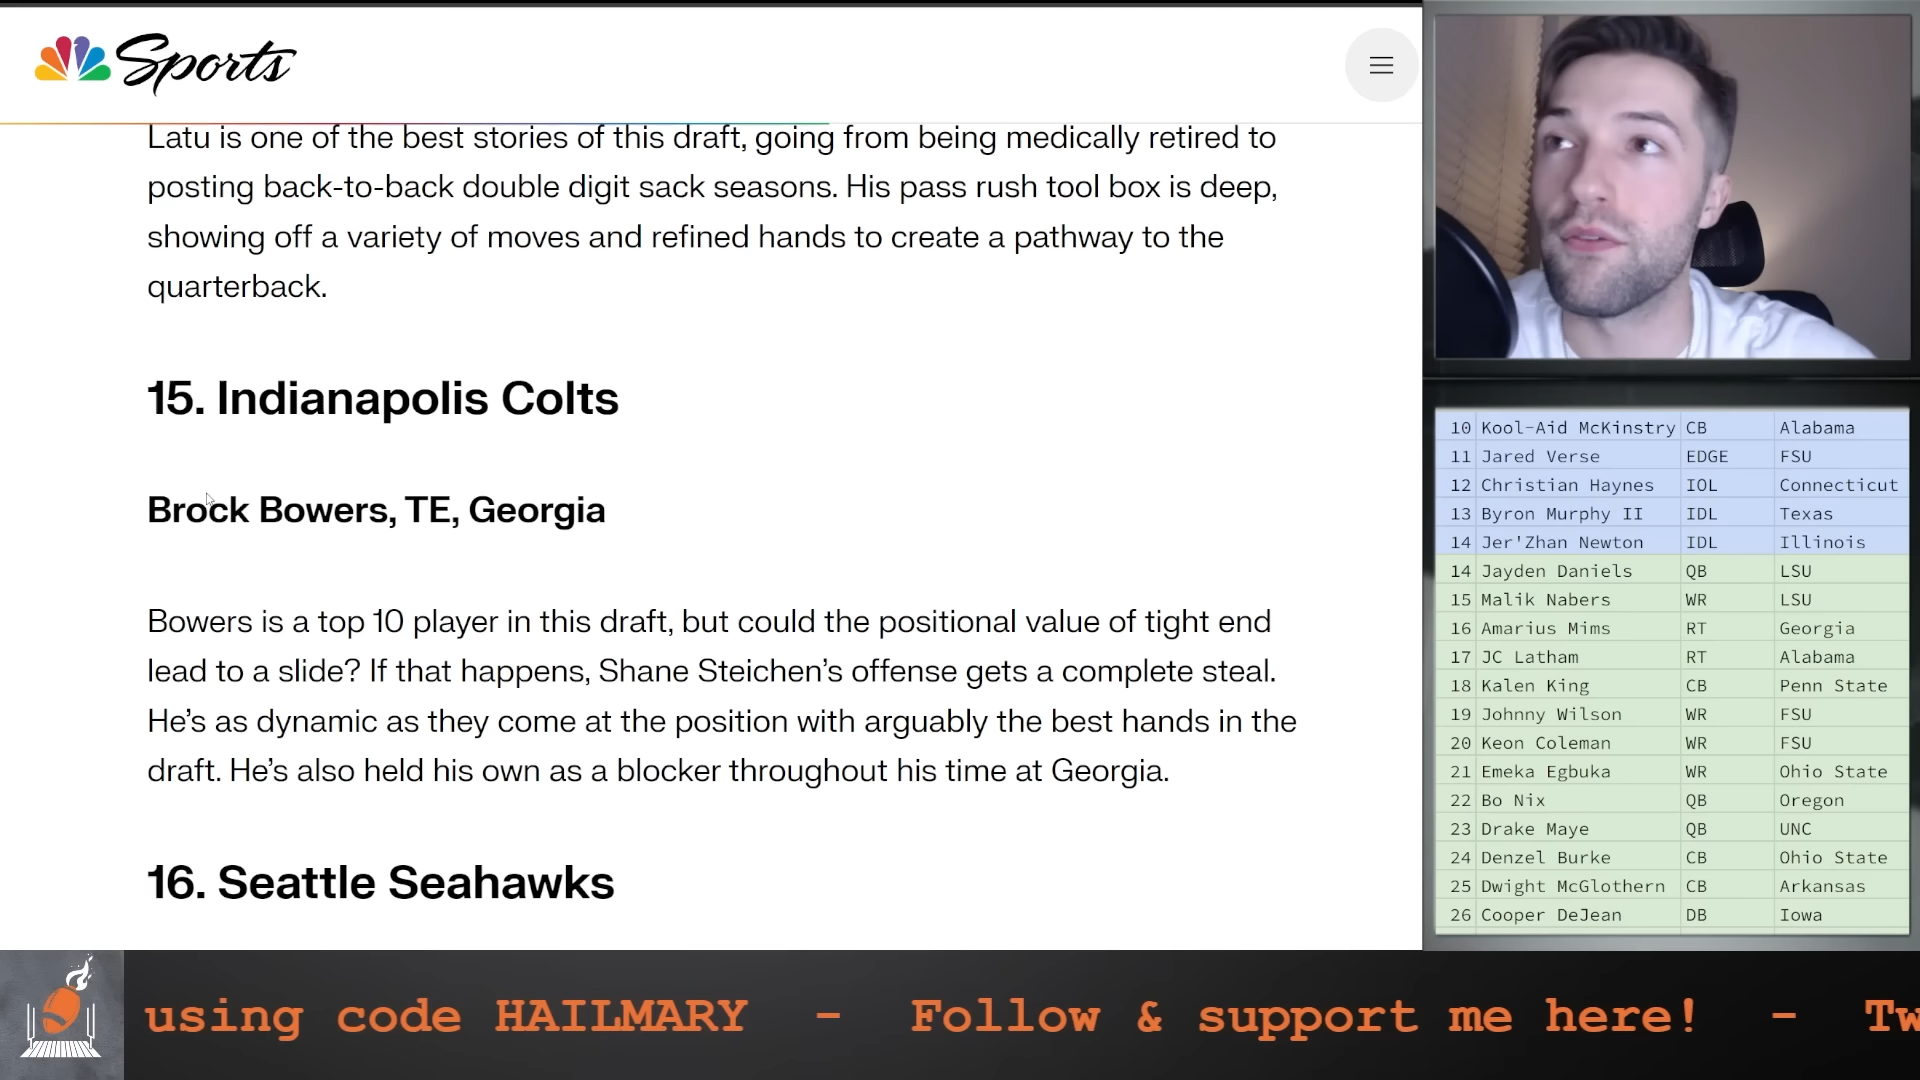 Sports
Latu is one of the best stories of this draft, going from being medically retired to
posting back-to-back double digit sack seasons. His pass rush tool box is deep,
showing off a variety of moves and refined hands to create a pathway to the
quarterback.
15. Indianapolis Colts
Brock Bowers, TE, Georgia
Bowers is a top 10 player in this draft, but could the positional value of tight end
lead to a slide? If that happens, Shane Steichen’s offense gets a complete steal.
He’s as dynamic as they come at the position with arguably the best hands in the
draft. He’s also held his own as a blocker throughout his time at Georgia.
16. Seattle Seahawks
10 Kool-Aid McKinstry CB Alabama
11 Jared Verse EDGE FSU
12 Christian Haynes IOL Connecticut
13 Byron Murphy II IDL Texas
14 Jer'Zhan Newton IDL Illinois
14 Jayden Daniels QB LSU
15 Malik Nabers WR LSU
16 Amarius Mims RT Georgia
17 JC Latham RT Alabama
18 Kalen King CB Penn State
19 Johnny Wilson WR FSU
20 Keon Coleman WR FSU
21 Emeka Egbuka WR Ohio State
22 Bo Nix QB Oregon
23 Drake Maye QB UNC
24 Denzel Burke CB Ohio State
25 Dwight McGlothern CB Arkansas
26 Cooper DeJean DB Iowa
using code HAILMARY - Follow & support me here! - Tw